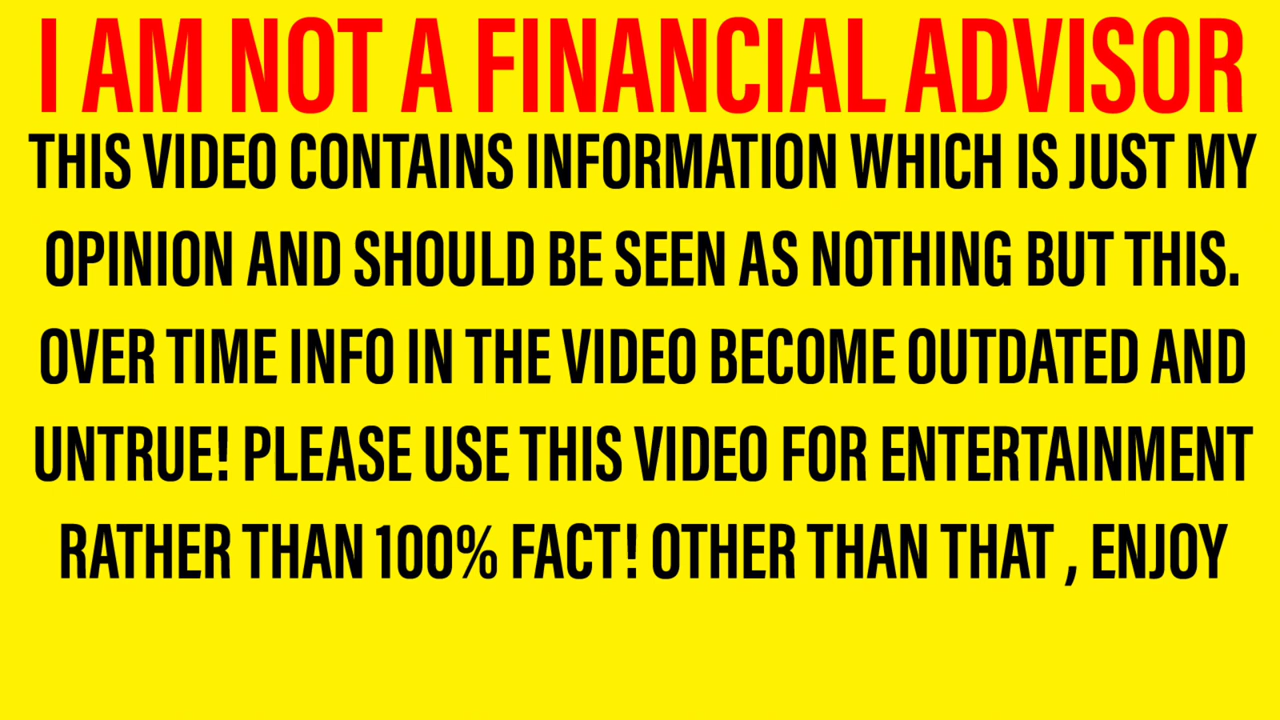 I AM NOT A FINANCIAL ADVISOR
THIS VIDEO CONTAINS INFORMATION WHICH IS JUST MY
OPINION AND SHOULD BE SEEN AS NOTHING BUT THIS.
OVER TIME INFO IN THE VIDEO BECOME OUTDATED AND
UNTRUE! PLEASE USE THIS VIDEO FOR ENTERTAINMENT
RATHER THAN 100% FACT! OTHER THAN THAT , ENJOY